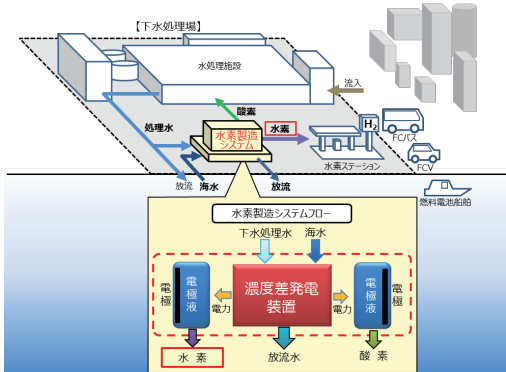 【下水処理場】
水処理施設
流入
酸素
水素
H2
処理水
水素製造
システム
水素ステーション
FCバス
FCV
放流
海水
放流
燃料電池船舶
水素製造システムフロー
下水処理水
海水
電極
電極液
電力
濃度差発電
装置
電力
電極液
電極
水素
放流水
酸素